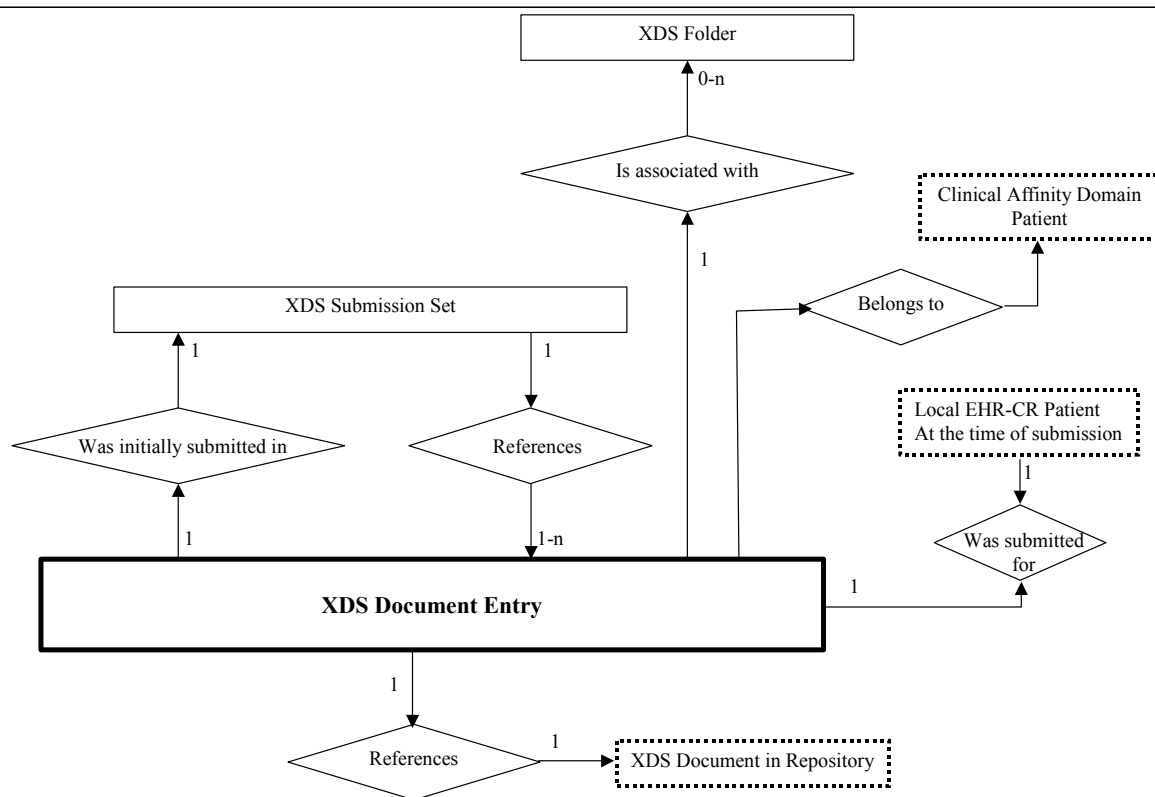 XDS Folder
0-n
Is associated with
1
Clinical Affinity Domain
Patient
Belongs to
XDS Submission Set
1
1
Local EHR-CR Patient
At the time of submission
1
Was initially submitted in
References
1
1-n
Was submitted
for
1
XDS Document Entry
1
References
1
XDS Document in Repository